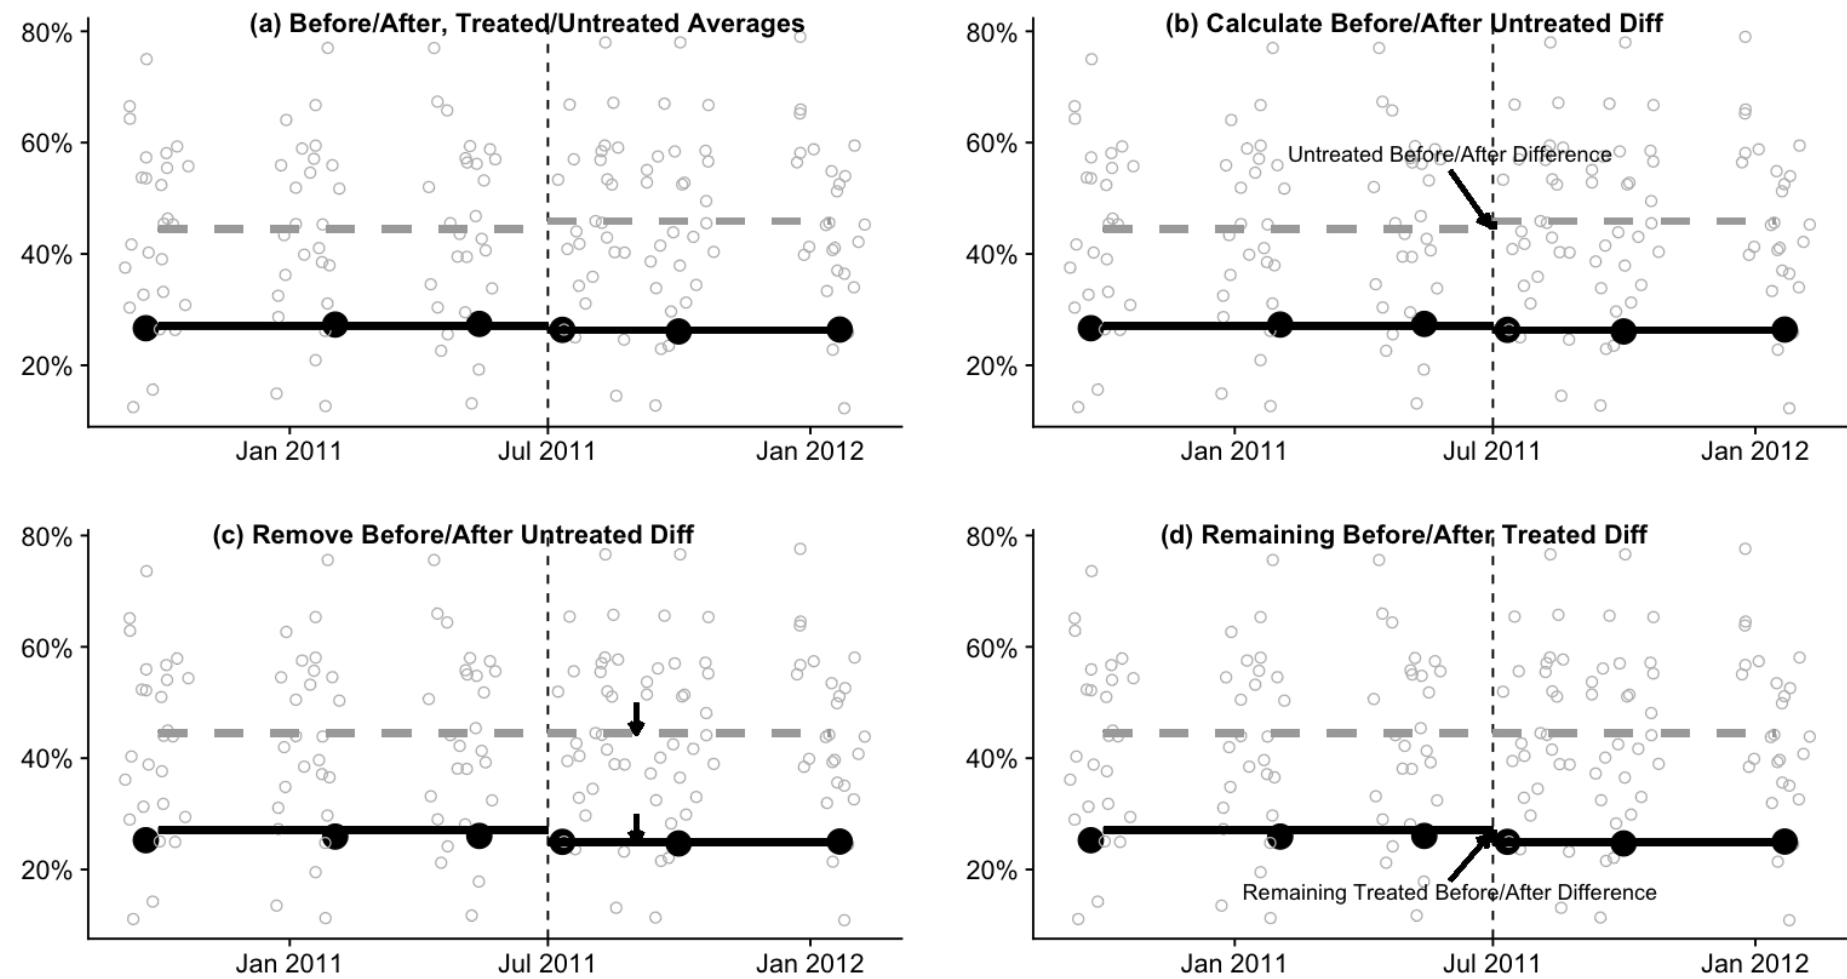 (a) Before/After, Treated/Untreated Averages
80%
60%
40%
20%
Jan 2011 Jul 2011 Jan 2012
(b) Calculate Before/After Untreated Diff
80%
60%
Untreated Before/After Difference
40%
20%
Jan 2011 Jul 2011 Jan 2012
(c) Remove Before/After Untreated Diff
80%
60%
40%
20%
Jan 2011 Jul 2011 Jan 2012
(d) Remaining Before/After Treated Diff
80%
60%
40%
20%
Remaining Treated Before/After Difference
Jan 2011 Jul 2011 Jan 2012